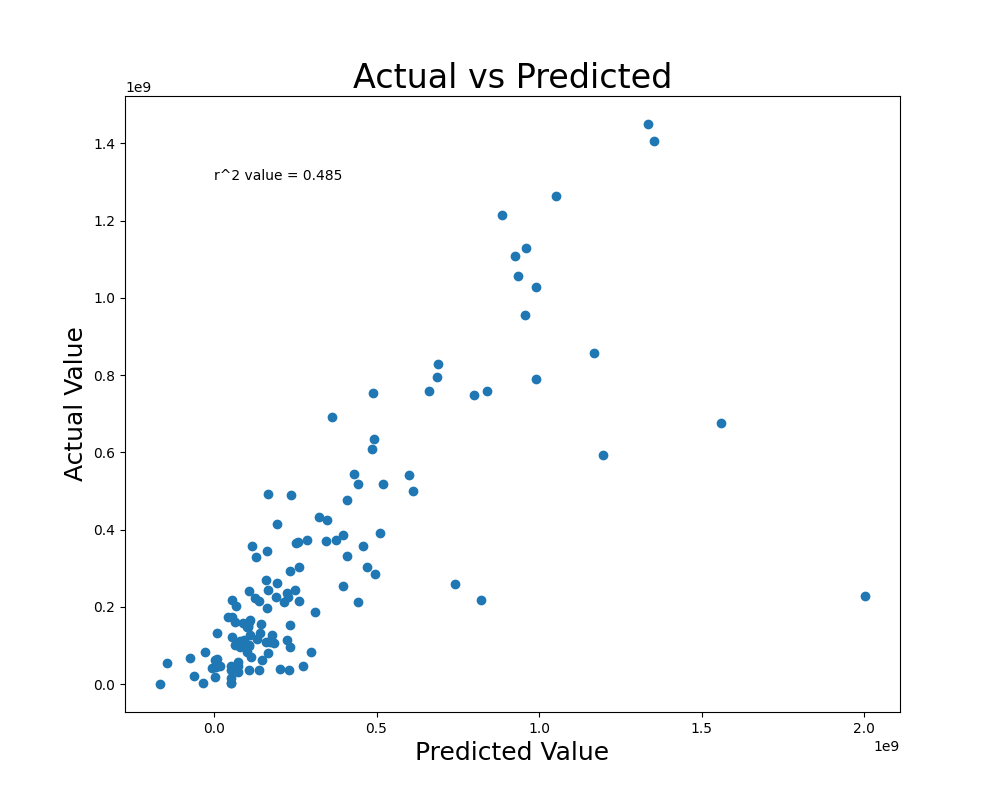 Actual vs Predicted
1e9
r^2 value = 0.485
1.4
1.2
1.0
0.8
0.6
0.4
0.2
0.0
Actual Value
0.0 0.5 1.0 1.5 2.0
1e9
Predicted Value